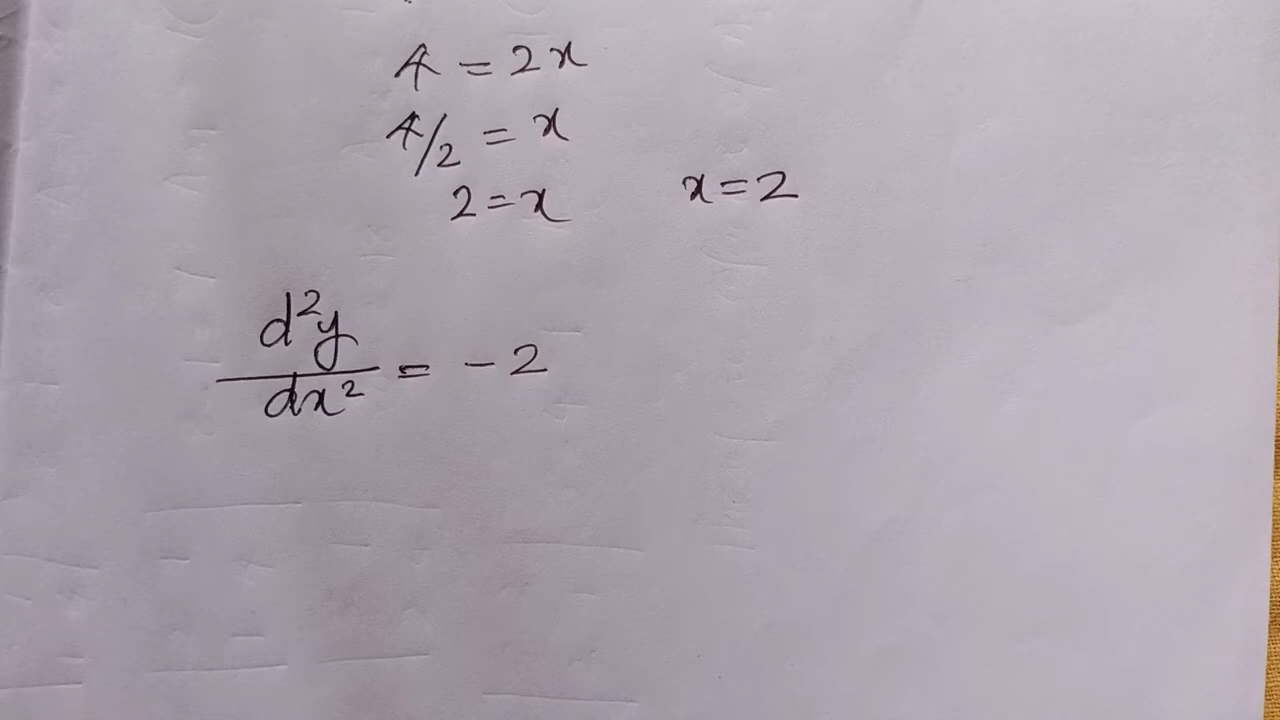 4 = 2x
4/2 = x
2 = x x = 2
d²y
dx² = - 2